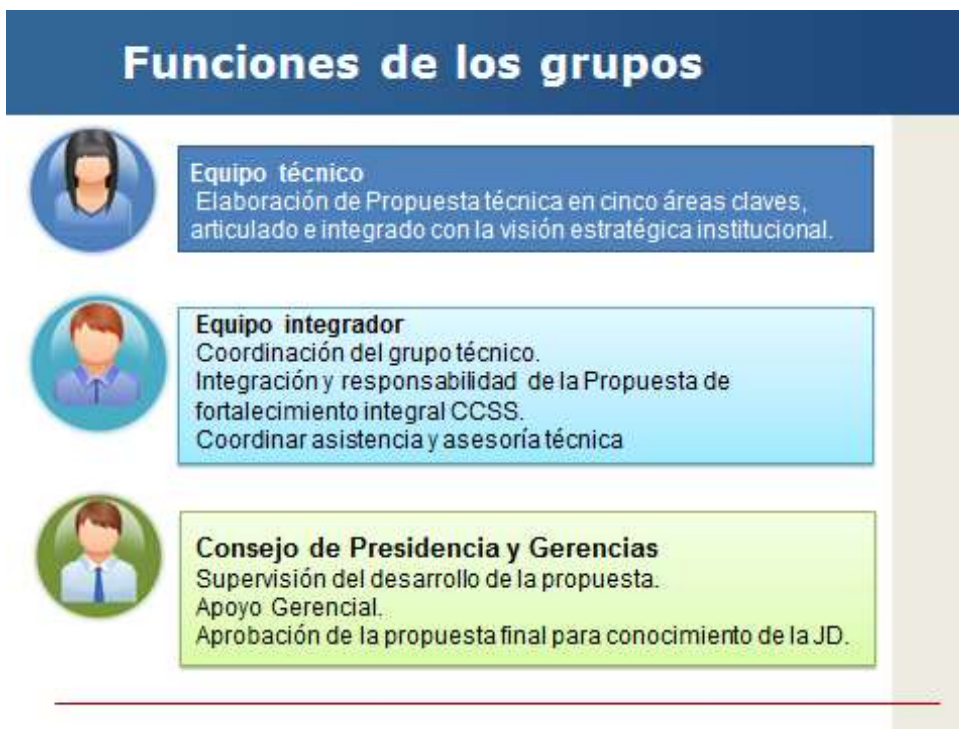 Funciones de los grupos
Equipo técnico
Elaboración de Propuesta técnica en cinco áreas claves,
articulado e integrado con la visión estratégica institucional.
Equipo integrador
Coordinación del grupo técnico.
Integración y responsabilidad de la Propuesta de
fortalecimiento integral CCSS.
Coordinar asistencia y asesoría técnica
Consejo de Presidencia y Gerencias
Supervisión del desarrollo de la propuesta.
Apoyo Gerencial.
Aprobación de la propuesta final para conocimiento de la JD.